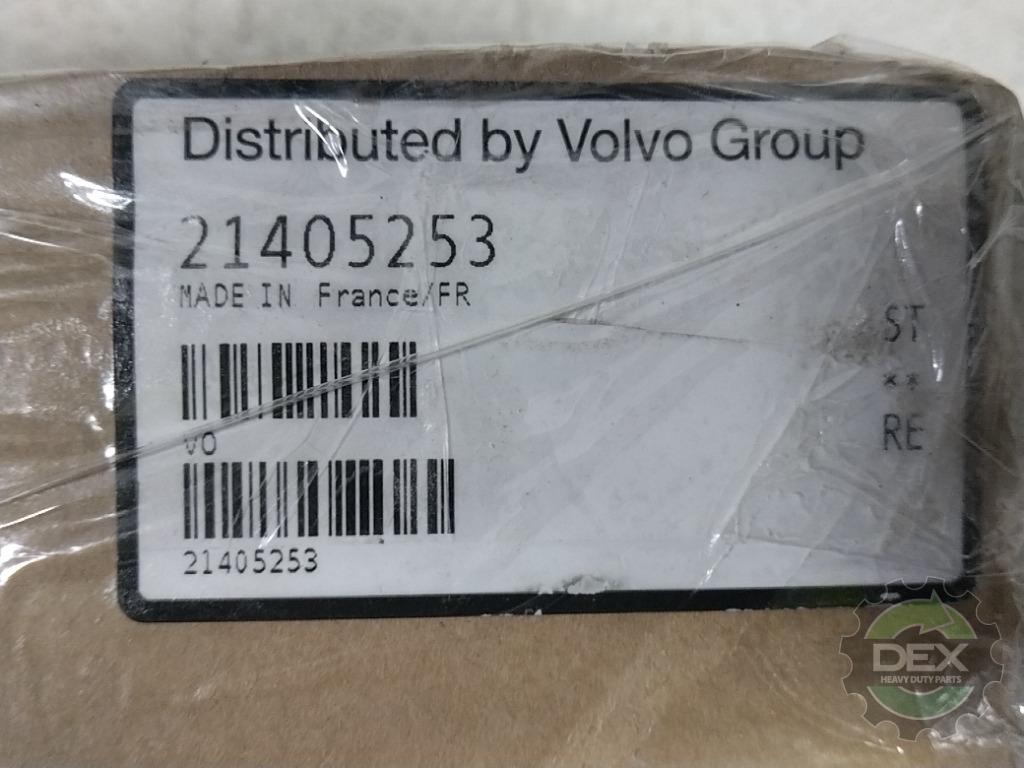 Distributed by Volvo Group
21405253
MADE IN France/FR
ST
**
RE
VO
21405253
DEX
HEAVY DUTY PARTS